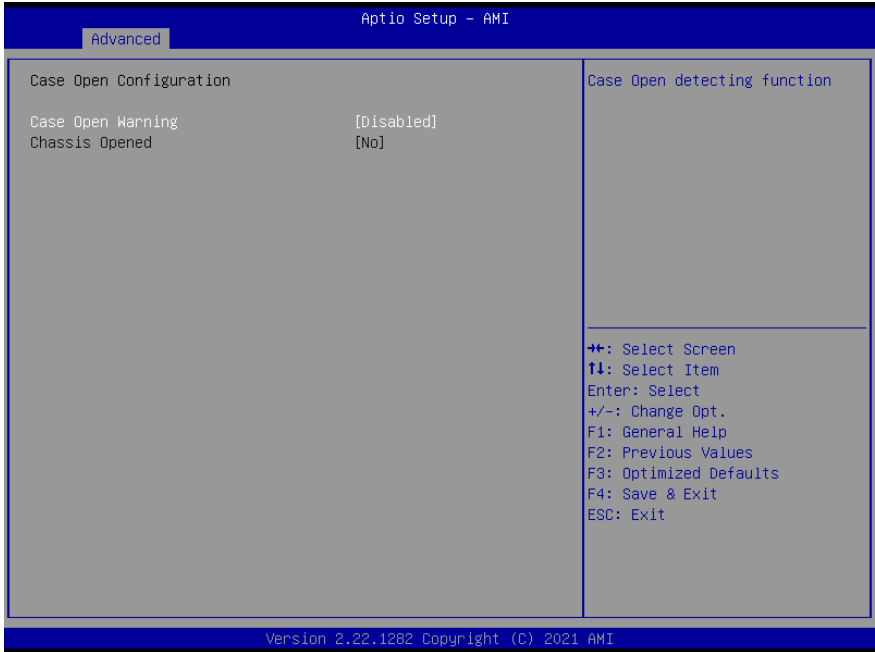 Aptio Setup – AMI
Advanced
Case Open Configuration
Case Open Warning [Disabled]
Chassis Opened [No]
Case Open detecting function
→←: Select Screen
↑↓: Select Item
Enter: Select
+/-: Change Opt.
F1: General Help
F2: Previous Values
F3: Optimized Defaults
F4: Save & Exit
ESC: Exit
Version 2.22.1282 Copyright (C) 2021 AMI